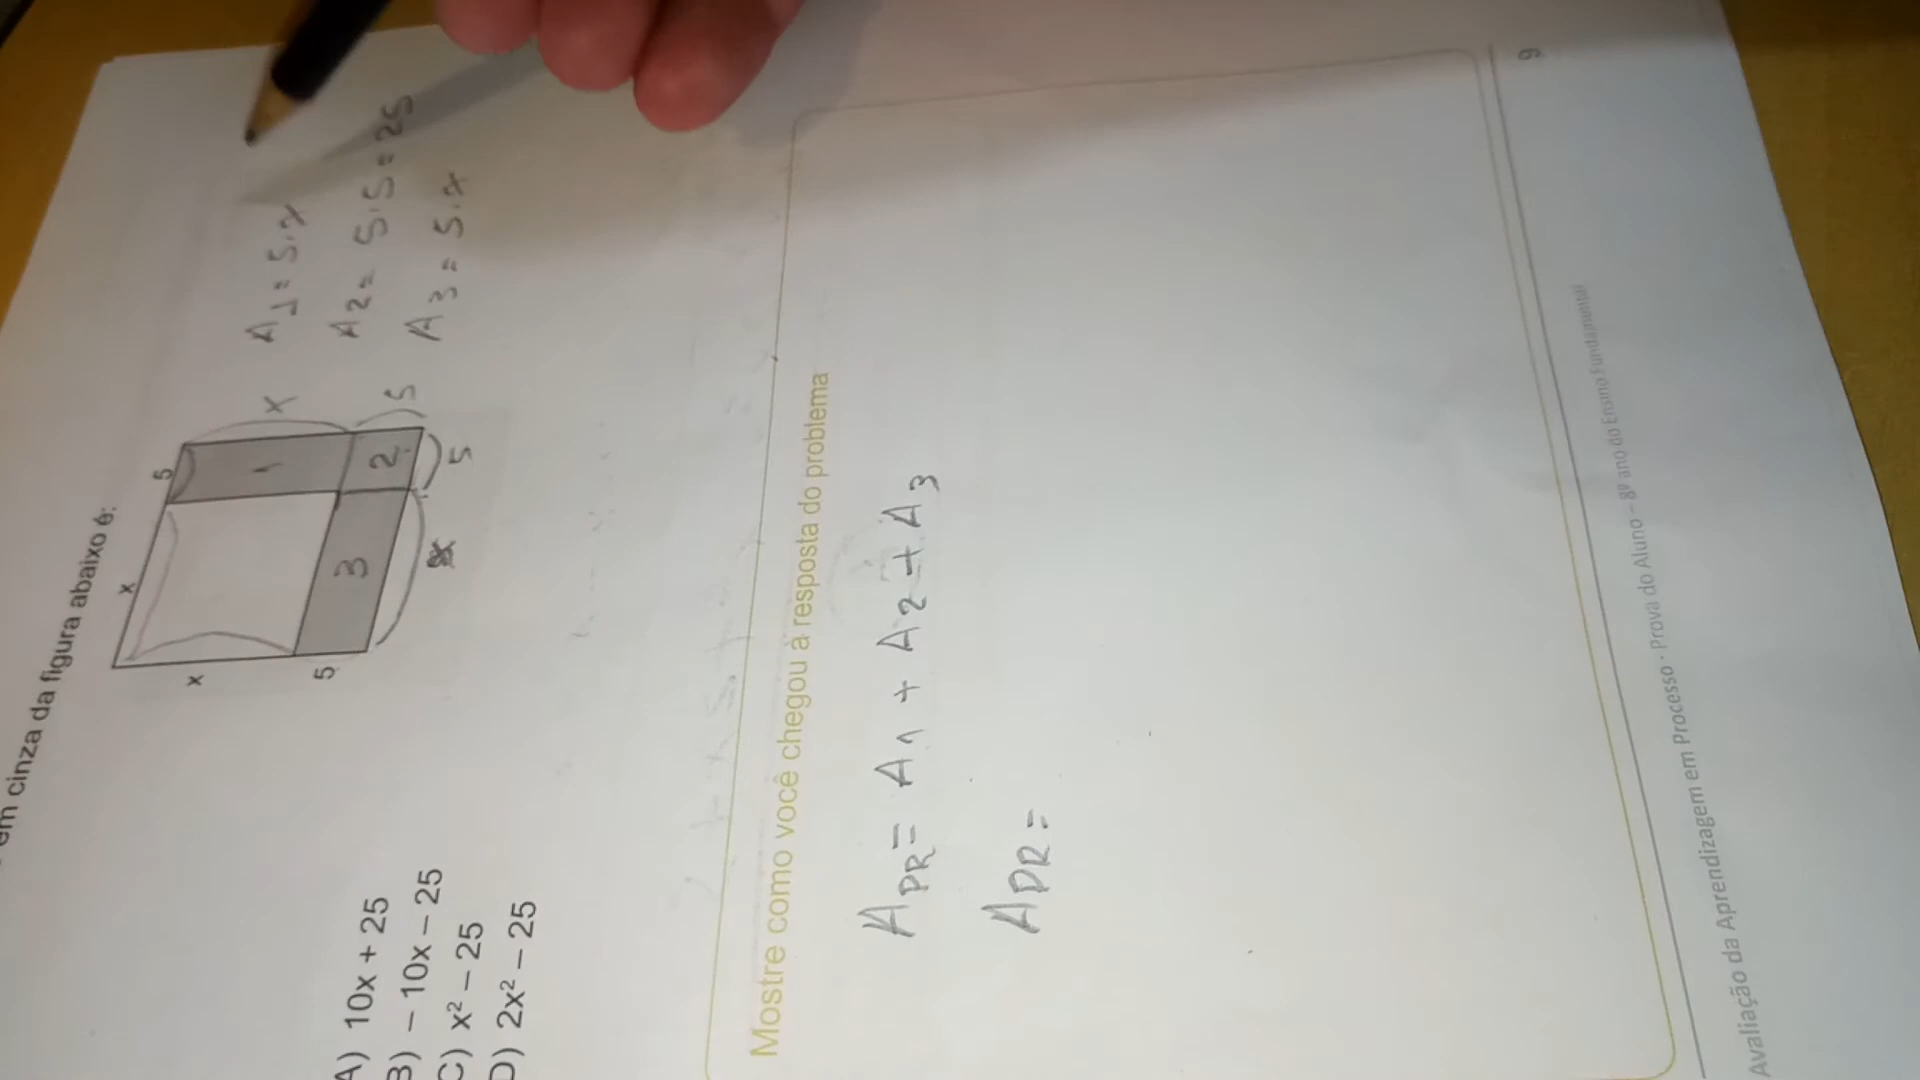 em cinza da figura abaixo é:
x
5
x
5
1
2
3
x
5
5
x
A1 = 5.x
A2 = 5.5 = 25
A3 = 5.x
A) 10x + 25
B) – 10x – 25
C) x² – 25
D) 2x² – 25
Mostre como você chegou à resposta do problema
APR = A1 + A2 + A3
APR =
Avaliação da Aprendizagem em Processo · Prova do Aluno – 8º ano do Ensino Fundamental
9